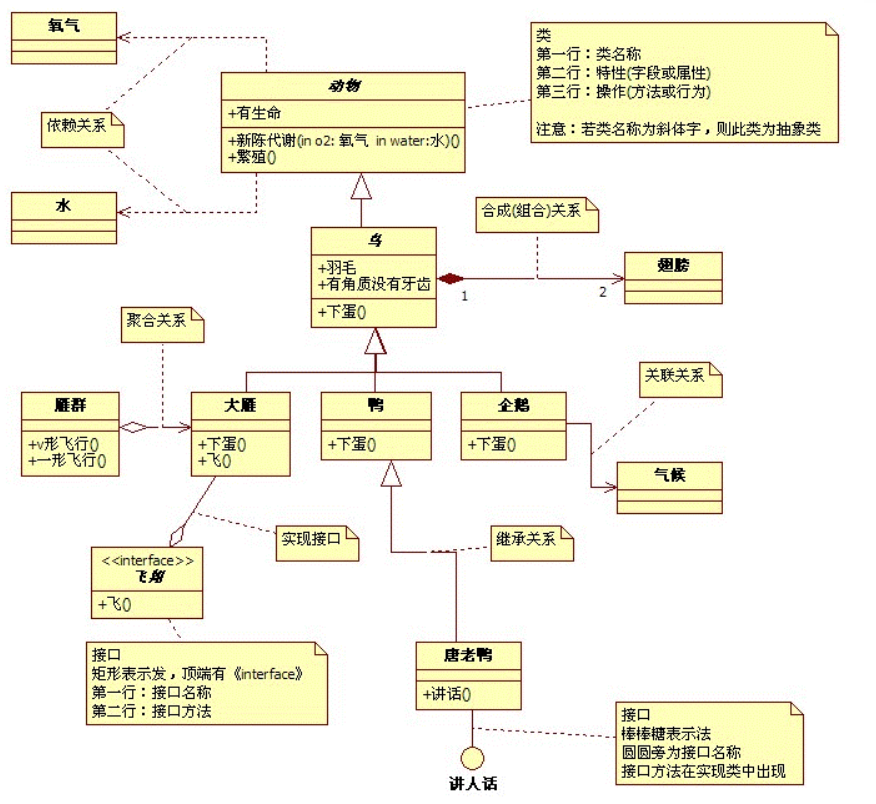 氧气
类
第一行：类名称
第二行：特性(字段或属性)
第三行：操作(方法或行为)
注意：若类名称为斜体字，则此类为抽象类
动物
+有生命
+新陈代谢(in o2: 氧气 in water:水)()
+繁殖()
依赖关系
水
合成(组合)关系
鸟
+羽毛
+有角质没有牙齿
+下蛋()
1
2
翅膀
聚合关系
关联关系
雁群
+v形飞行()
+一形飞行()
大雁
+下蛋()
+飞()
鸭
+下蛋()
企鹅
+下蛋()
气候
实现接口
继承关系
<<interface>>
飞翔
+飞()
接口
矩形表示发，顶端有《interface》
第一行：接口名称
第二行：接口方法
唐老鸭
+讲话()
接口
棒棒糖表示法
圆圆旁为接口名称
接口方法在实现类中出现
讲人话